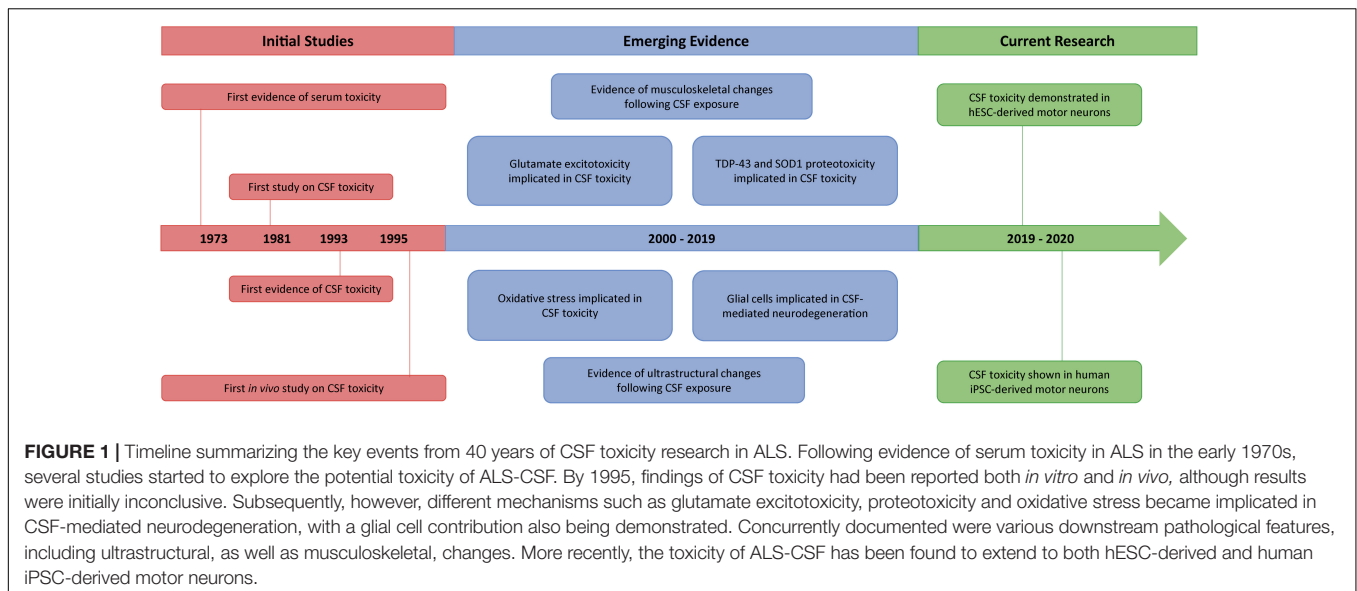 Initial Studies
Emerging Evidence
Current Research
First evidence of serum toxicity
Evidence of musculoskeletal changes
following CSF exposure
CSF toxicity demonstrated in
hESC-derived motor neurons
Glutamate excitotoxicity
implicated in CSF toxicity
TDP-43 and SOD1 proteotoxicity
implicated in CSF toxicity
First study on CSF toxicity
1973
1981
1993
1995
2000 - 2019
2019 - 2020
First evidence of CSF toxicity
Oxidative stress implicated in
CSF toxicity
Glial cells implicated in CSF-
mediated neurodegeneration
First in vivo study on CSF toxicity
Evidence of ultrastructural changes
following CSF exposure
CSF toxicity shown in human
iPSC-derived motor neurons
FIGURE 1 | Timeline summarizing the key events from 40 years of CSF toxicity research in ALS. Following evidence of serum toxicity in ALS in the early 1970s,
several studies started to explore the potential toxicity of ALS-CSF. By 1995, findings of CSF toxicity had been reported both in vitro and in vivo, although results
were initially inconclusive. Subsequently, however, different mechanisms such as glutamate excitotoxicity, proteotoxicity and oxidative stress became implicated in
CSF-mediated neurodegeneration, with a glial cell contribution also being demonstrated. Concurrently documented were various downstream pathological features,
including ultrastructural, as well as musculoskeletal, changes. More recently, the toxicity of ALS-CSF has been found to extend to both hESC-derived and human
iPSC-derived motor neurons.